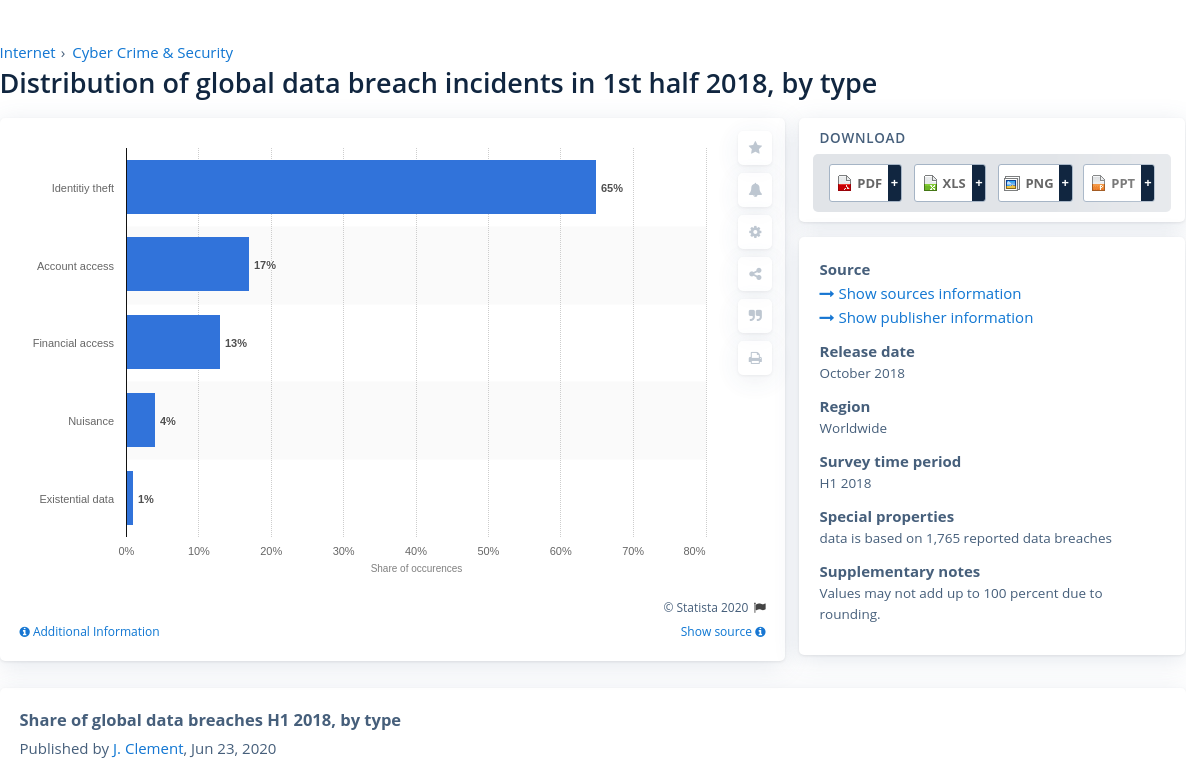 Internet › Cyber Crime & Security
Distribution of global data breach incidents in 1st half 2018, by type
Identitiy theft
65%
Account access
17%
Financial access
13%
Nuisance
4%
Existential data
1%
0% 10% 20% 30% 40% 50% 60% 70% 80%
Share of occurences
© Statista 2020
Additional Information
Show source
DOWNLOAD
PDF + XLS + PNG + PPT +
Source
Show sources information
Show publisher information
Release date
October 2018
Region
Worldwide
Survey time period
H1 2018
Special properties
data is based on 1,765 reported data breaches
Supplementary notes
Values may not add up to 100 percent due to
rounding.
Share of global data breaches H1 2018, by type
Published by J. Clement, Jun 23, 2020